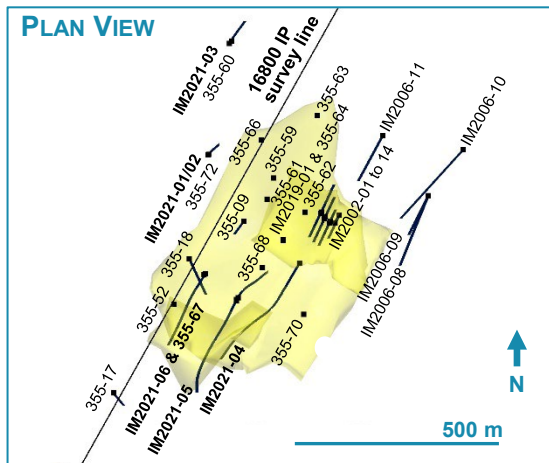 PLAN VIEW
IM2021-03
355-60
16800 IP
survey line
355-63
IM2019-01 & 355-64
IM2006-11
IM2006-10
355-66
355-59
355-61
355-62
IM2002-01 to 14
IM2021-01/02
355-72
355-09
355-18
355-68
IM2006-09
IM2006-08
355-52
355-17
IM2021-06 & 355-67
IM2021-05
IM2021-04
355-70
N
500 m